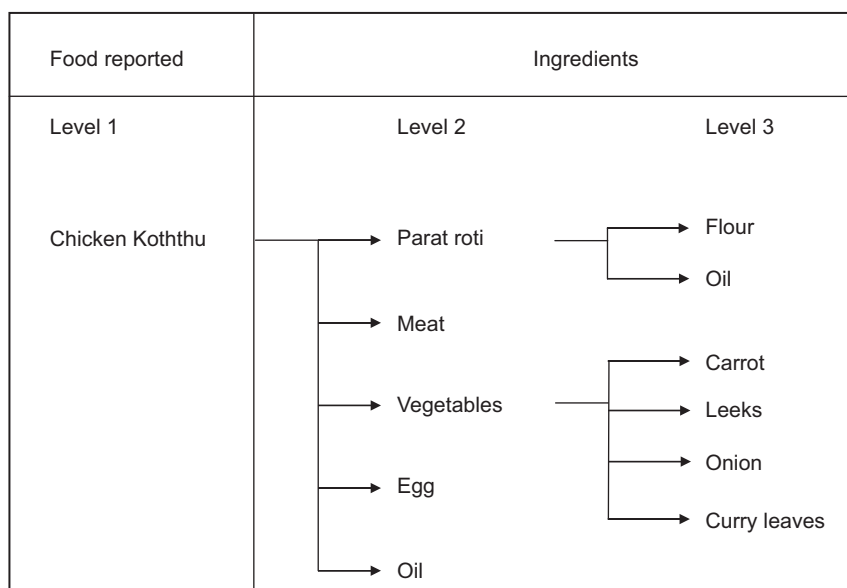 Food reported
Ingredients
Level 1
Level 2
Level 3
Chicken Koththu
Parat roti
Flour
Oil
Meat
Vegetables
Carrot
Leeks
Onion
Curry leaves
Egg
Oil